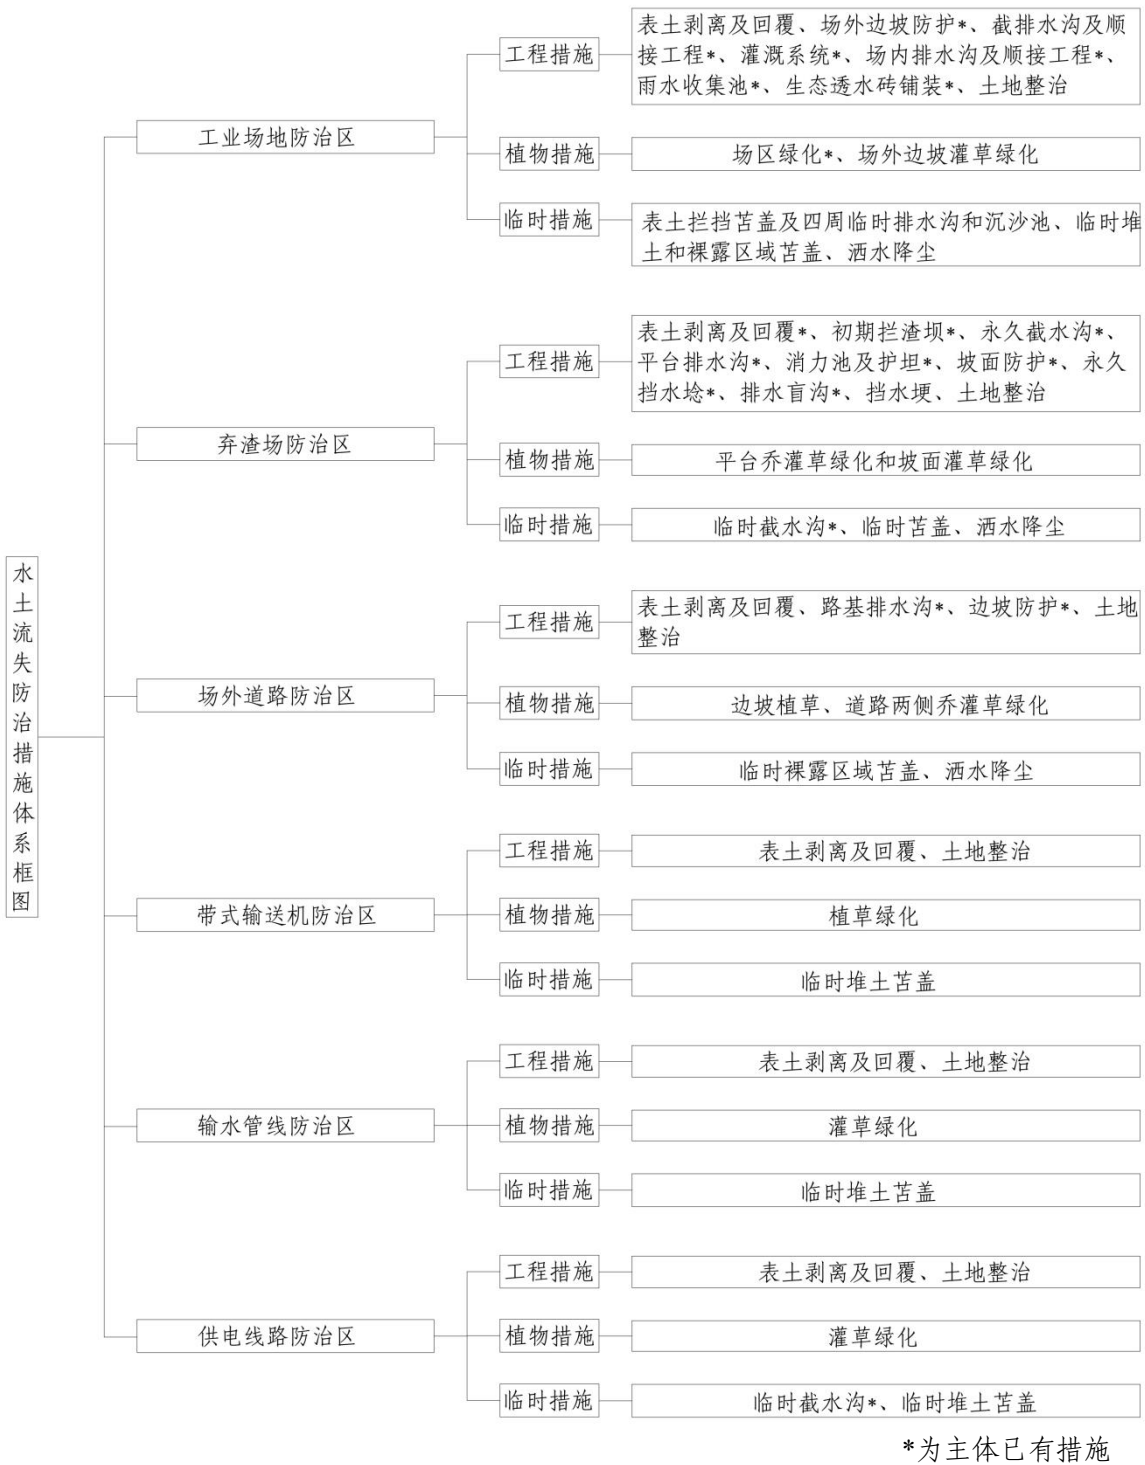 水土流失防治措施体系框图
工业场地防治区
工程措施
表土剥离及回覆、场外边坡防护*、截排水沟及顺
接工程*、灌溉系统*、场内排水沟及顺接工程*、
雨水收集池*、生态透水砖铺装*、土地整治
植物措施
场区绿化*、场外边坡灌草绿化
临时措施
表土拦挡苫盖及四周临时排水沟和沉沙池、临时堆
土和裸露区域苫盖、洒水降尘
弃渣场防治区
工程措施
表土剥离及回覆*、初期拦渣坝*、永久截水沟*、
平台排水沟*、消力池及护坦*、坡面防护*、永久
挡水埝*、排水盲沟*、挡水埂、土地整治
植物措施
平台乔灌草绿化和坡面灌草绿化
临时措施
临时截水沟*、临时苫盖、洒水降尘
场外道路防治区
工程措施
表土剥离及回覆、路基排水沟*、边坡防护*、土地
整治
植物措施
边坡植草、道路两侧乔灌草绿化
临时措施
临时裸露区域苫盖、洒水降尘
带式输送机防治区
工程措施
表土剥离及回覆、土地整治
植物措施
植草绿化
临时措施
临时堆土苫盖
输水管线防治区
工程措施
表土剥离及回覆、土地整治
植物措施
灌草绿化
临时措施
临时堆土苫盖
供电线路防治区
工程措施
表土剥离及回覆、土地整治
植物措施
灌草绿化
临时措施
临时截水沟*、临时堆土苫盖
*为主体已有措施